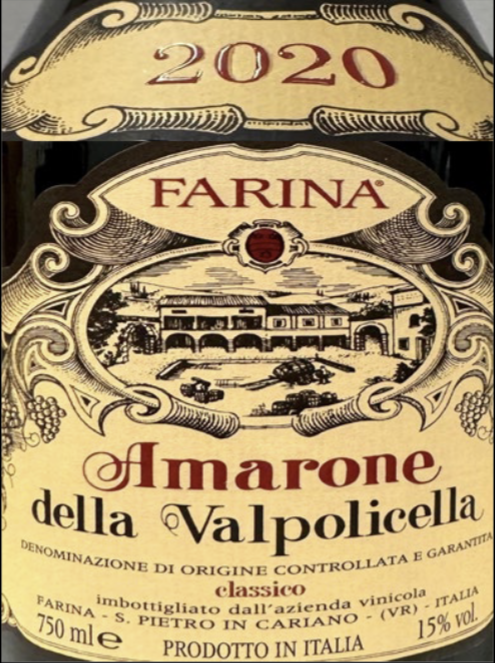 2020
FARINA®
Amarone
della Valpolicella
DENOMINAZIONE DI ORIGINE CONTROLLATA E GARANTITA
classico
imbottigliato dall'azienda vinicola
FARINA - S. PIETRO IN CARIANO - (VR) - ITALIA
750 ml e
PRODOTTO IN ITALIA
15% vol.